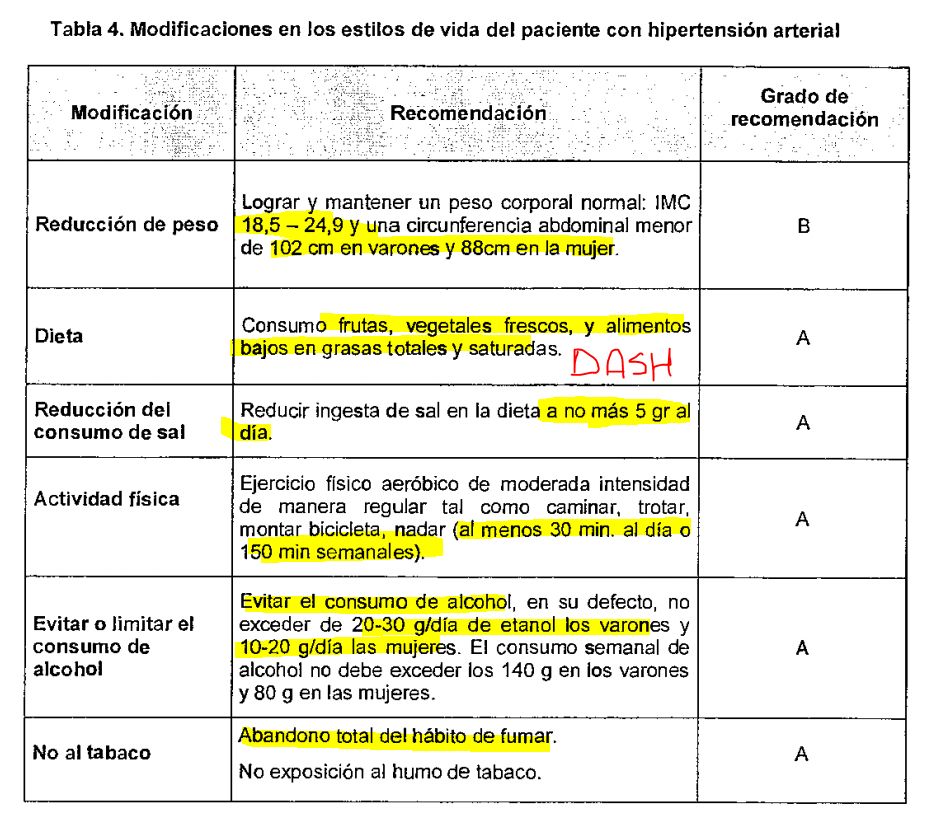 Tabla 4. Modificaciones en los estilos de vida del paciente con hipertensión arterial
Modificación
Recomendación
Grado de
recomendación
Reducción de peso
Lograr y mantener un peso corporal normal: IMC
18,5 – 24,9 y una circunferencia abdominal menor
de 102 cm en varones y 88cm en la mujer.
B
Dieta
Consumo frutas, vegetales frescos, y alimentos
bajos en grasas totales y saturadas.
DASH
A
Reducción del
consumo de sal
Reducir ingesta de sal en la dieta a no más 5 gr al
día.
A
Actividad física
Ejercicio físico aeróbico de moderada intensidad
de manera regular tal como caminar, trotar,
montar bicicleta, nadar (al menos 30 min. al día o
150 min semanales).
A
Evitar o limitar el
consumo de
alcohol
Evitar el consumo de alcohol, en su defecto, no
exceder de 20-30 g/día de etanol los varones y
10-20 g/día las mujeres. El consumo semanal de
alcohol no debe exceder los 140 g en los varones
y 80 g en las mujeres.
A
No al tabaco
Abandono total del hábito de fumar.
No exposición al humo de tabaco.
A